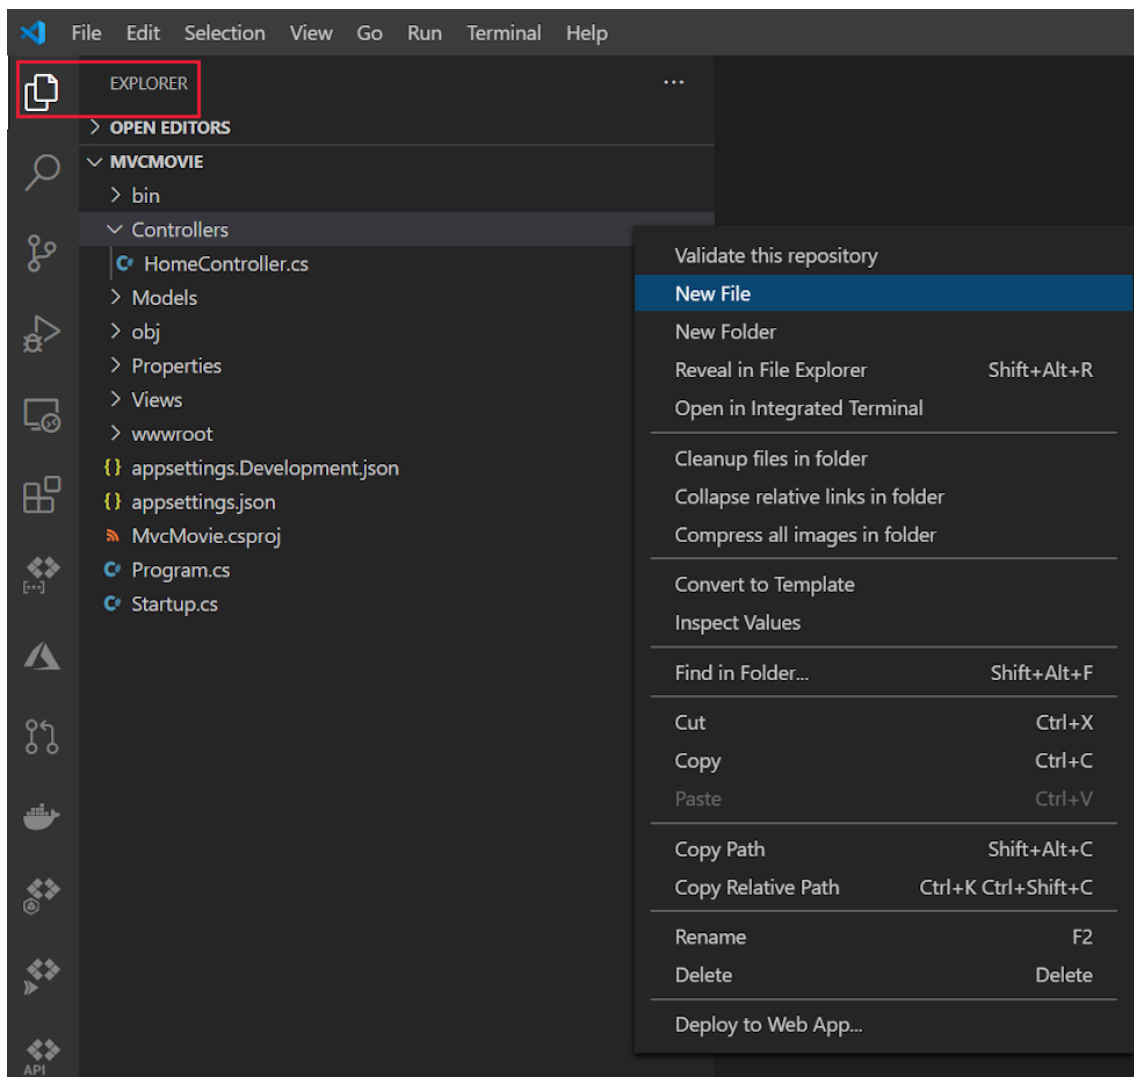 File Edit Selection View Go Run Terminal Help
EXPLORER ...
OPEN EDITORS
MVCMOVIE
bin
Controllers
HomeController.cs
Models
obj
Properties
Views
wwwroot
{} appsettings.Development.json
{} appsettings.json
MvcMovie.csproj
C# Program.cs
C# Startup.cs
API
Validate this repository
New File
New Folder
Reveal in File Explorer Shift+Alt+R
Open in Integrated Terminal
Cleanup files in folder
Collapse relative links in folder
Compress all images in folder
Convert to Template
Inspect Values
Find in Folder... Shift+Alt+F
Cut Ctrl+X
Copy Ctrl+C
Paste Ctrl+V
Copy Path Shift+Alt+C
Copy Relative Path Ctrl+K Ctrl+Shift+C
Rename F2
Delete Delete
Deploy to Web App...